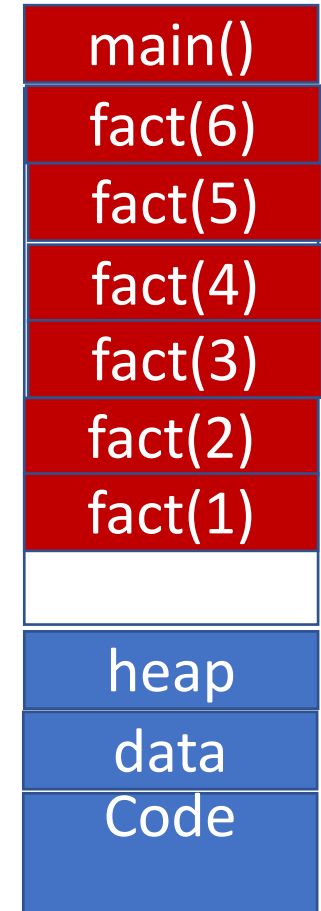 main()
fact(6)
fact(5)
fact(4)
fact(3)
fact(2)
fact(1)
heap
data
Code